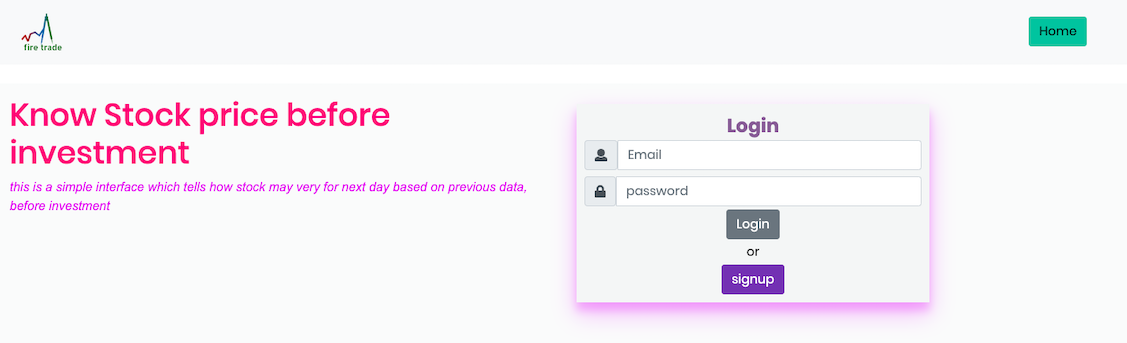 fire trade
Home
Know Stock price before
investment
this is a simple interface which tells how stock may very for next day based on previous data,
before investment
Login
Email
password
Login
or
signup